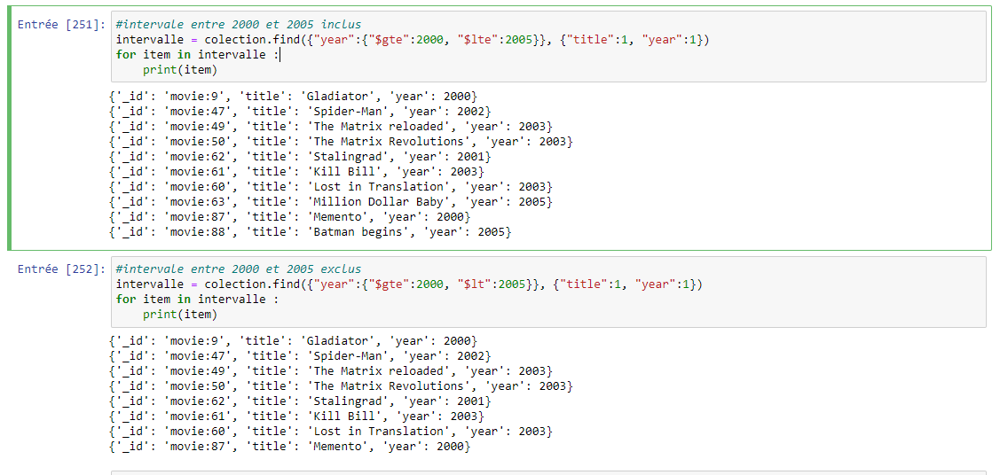 Entrée [251]: #intervale entre 2000 et 2005 inclus
intervalle = colection.find({"year":{"$gte":2000, "$lte":2005}}, {"title":1, "year":1})
for item in intervalle :
    print(item)
{'_id': 'movie:9', 'title': 'Gladiator', 'year': 2000}
{'_id': 'movie:47', 'title': 'Spider-Man', 'year': 2002}
{'_id': 'movie:49', 'title': 'The Matrix reloaded', 'year': 2003}
{'_id': 'movie:50', 'title': 'The Matrix Revolutions', 'year': 2003}
{'_id': 'movie:62', 'title': 'Stalingrad', 'year': 2001}
{'_id': 'movie:61', 'title': 'Kill Bill', 'year': 2003}
{'_id': 'movie:60', 'title': 'Lost in Translation', 'year': 2003}
{'_id': 'movie:63', 'title': 'Million Dollar Baby', 'year': 2005}
{'_id': 'movie:87', 'title': 'Memento', 'year': 2000}
{'_id': 'movie:88', 'title': 'Batman begins', 'year': 2005}
Entrée [252]: #intervale entre 2000 et 2005 exclus
intervalle = colection.find({"year":{"$gte":2000, "$lt":2005}}, {"title":1, "year":1})
for item in intervalle :
    print(item)
{'_id': 'movie:9', 'title': 'Gladiator', 'year': 2000}
{'_id': 'movie:47', 'title': 'Spider-Man', 'year': 2002}
{'_id': 'movie:49', 'title': 'The Matrix reloaded', 'year': 2003}
{'_id': 'movie:50', 'title': 'The Matrix Revolutions', 'year': 2003}
{'_id': 'movie:62', 'title': 'Stalingrad', 'year': 2001}
{'_id': 'movie:61', 'title': 'Kill Bill', 'year': 2003}
{'_id': 'movie:60', 'title': 'Lost in Translation', 'year': 2003}
{'_id': 'movie:87', 'title': 'Memento', 'year': 2000}